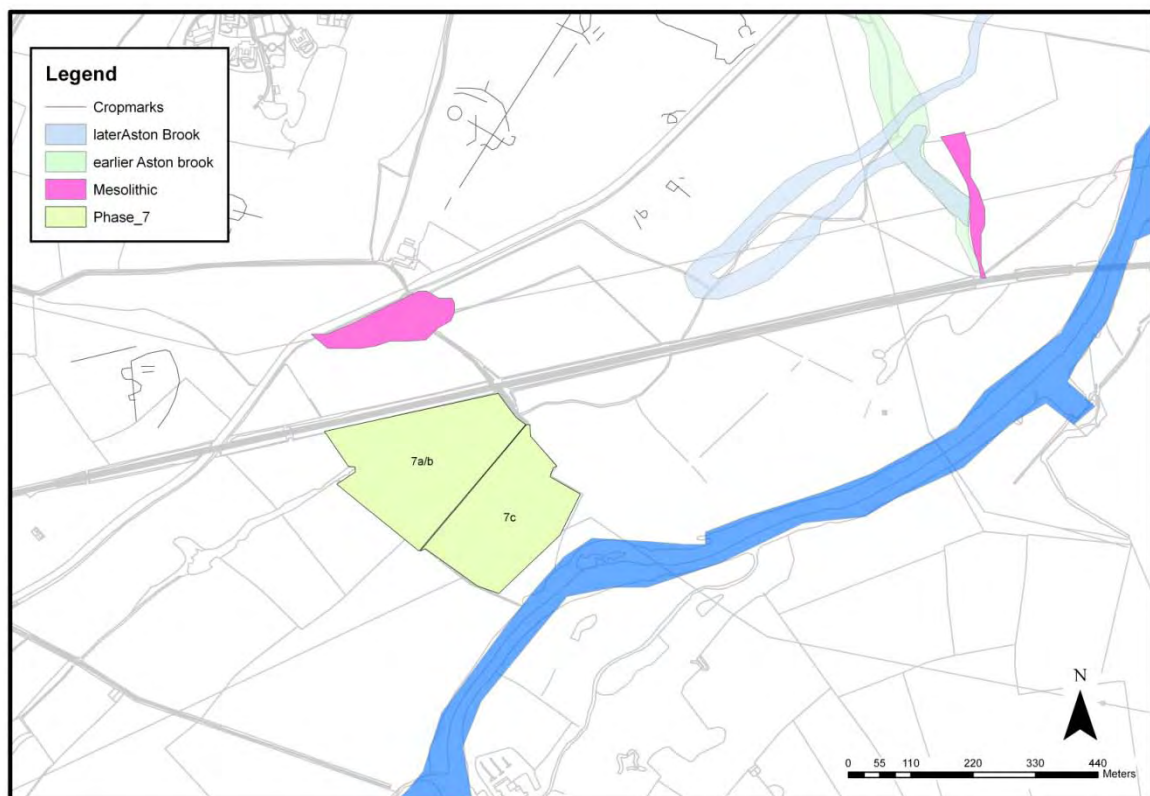 Legend
Cropmarks
laterAston Brook
earlier Aston brook
Mesolithic
Phase_7
7a/b
7c
N
0 55 110 220 330 440
Meters